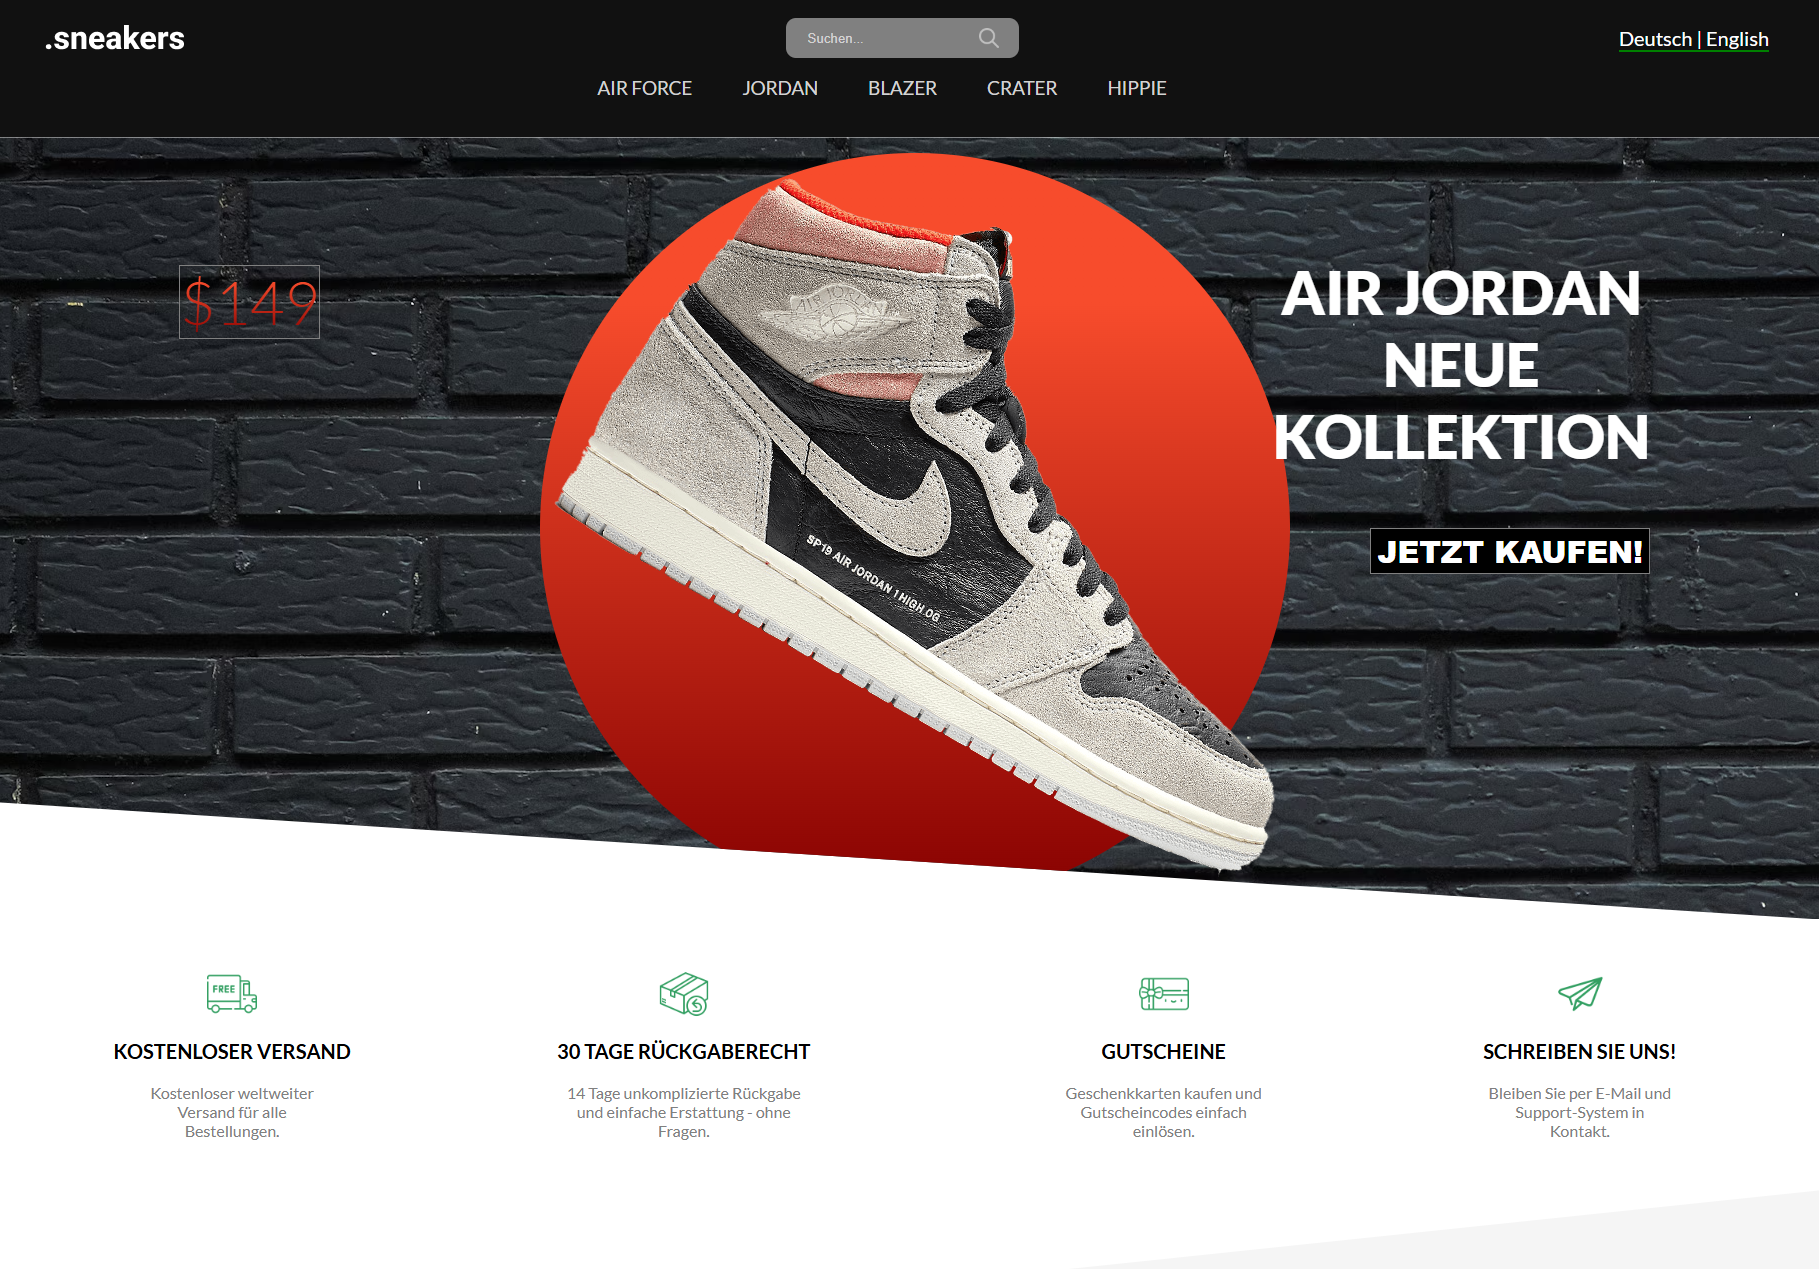 .sneakers
Suchen...
Deutsch | English
AIR FORCE JORDAN BLAZER CRATER HIPPIE
$149
AIR JORDAN
NEUE
KOLLEKTION
JETZT KAUFEN!
AIR JORDAN
SP19 AIR JORDAN 1 HIGH OG
FREE
KOSTENLOSER VERSAND
Kostenloser weltweiter
Versand für alle
Bestellungen.
30 TAGE RÜCKGABERECHT
14 Tage unkomplizierte Rückgabe
und einfache Erstattung - ohne
Fragen.
GUTSCHEINE
Geschenkkarten kaufen und
Gutscheincodes einfach
einlösen.
SCHREIBEN SIE UNS!
Bleiben Sie per E-Mail und
Support-System in
Kontakt.